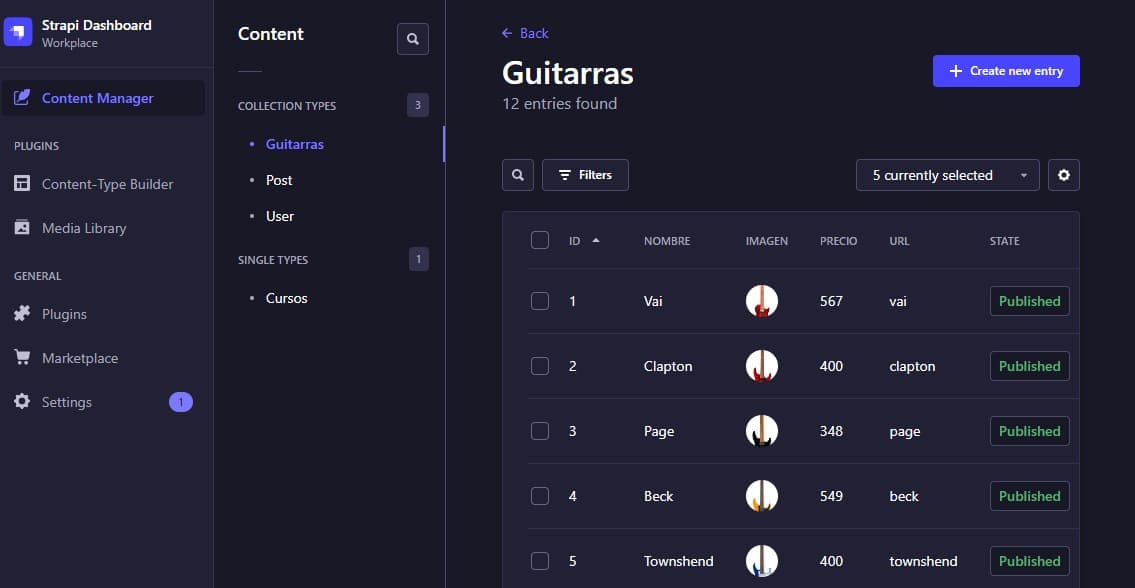 Strapi Dashboard
Workplace
Content Manager
PLUGINS
Content-Type Builder
Media Library
GENERAL
Plugins
Marketplace
Settings 1
Content
COLLECTION TYPES 3
Guitarras
Post
User
SINGLE TYPES 1
Cursos
Back
Guitarras
12 entries found
Create new entry
Filters
5 currently selected
ID NOMBRE IMAGEN PRECIO URL STATE
1 Vai 567 vai Published
2 Clapton 400 clapton Published
3 Page 348 page Published
4 Beck 549 beck Published
5 Townshend 400 townshend Published